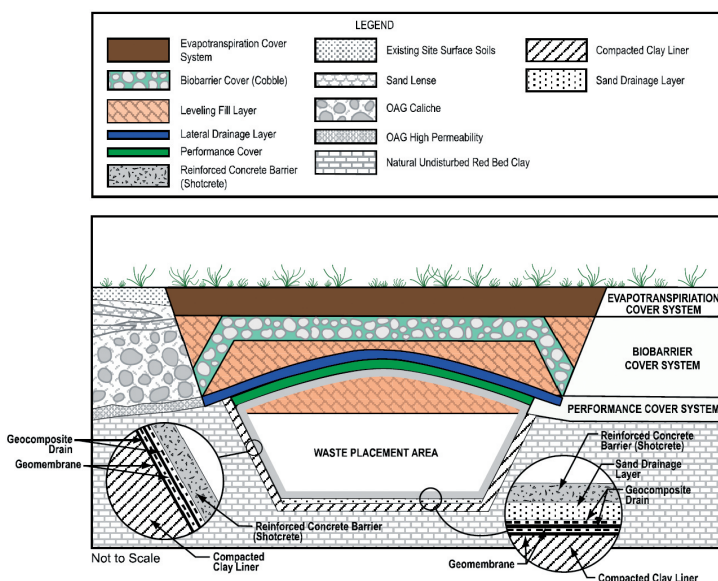 LEGEND
Evapotranspiration Cover
System
Biobarrier Cover (Cobble)
Leveling Fill Layer
Lateral Drainage Layer
Performance Cover
Reinforced Concrete Barrier
(Shotcrete)
Existing Site Surface Soils
Sand Lense
OAG Caliche
OAG High Permeability
Natural Undisturbed Red Bed Clay
Compacted Clay Liner
Sand Drainage Layer
EVAPOTRANSPIRIATION
COVER SYSTEM
BIOBARRIER
COVER SYSTEM
PERFORMANCE COVER SYSTEM
WASTE PLACEMENT AREA
Geocomposite
Drain
Geomembrane
Reinforced Concrete Barrier
(Shotcrete)
Compacted
Clay Liner
Reinforced Concrete
Barrier (Shotcrete)
Sand Drainage
Layer
Geocomposite
Drain
Geomembrane
Compacted Clay Liner
Not to Scale